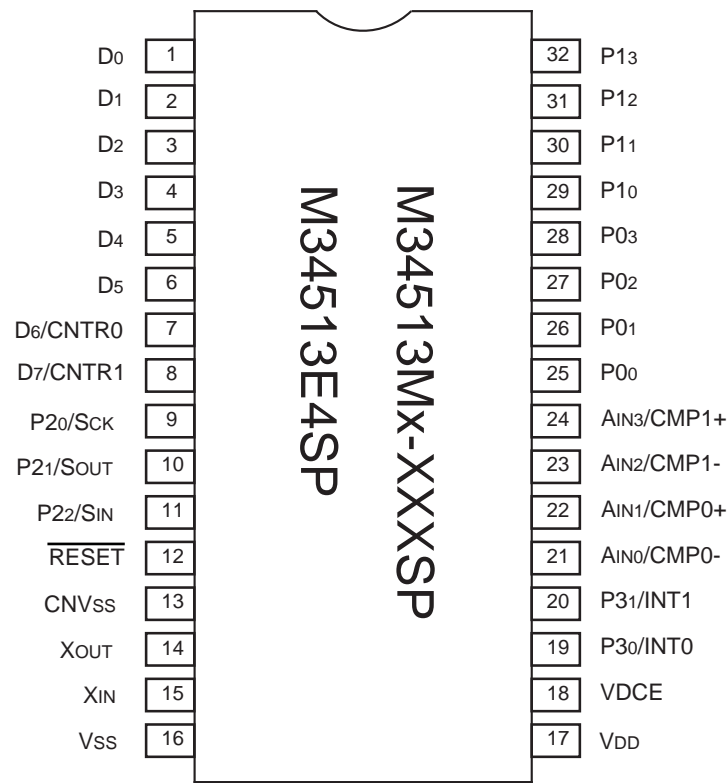 D0 1
D1 2
D2 3
D3 4
D4 5
D5 6
D6/CNTR0 7
D7/CNTR1 8
P20/SCK 9
P21/SOUT 10
P22/SIN 11
RESET 12
CNVSS 13
XOUT 14
XIN 15
VSS 16
M34513E4SP
M34513Mx-XXXSP
32 P13
31 P12
30 P11
29 P10
28 P03
27 P02
26 P01
25 P00
24 AIN3/CMP1+
23 AIN2/CMP1-
22 AIN1/CMP0+
21 AIN0/CMP0-
20 P31/INT1
19 P30/INT0
18 VDCE
17 VDD